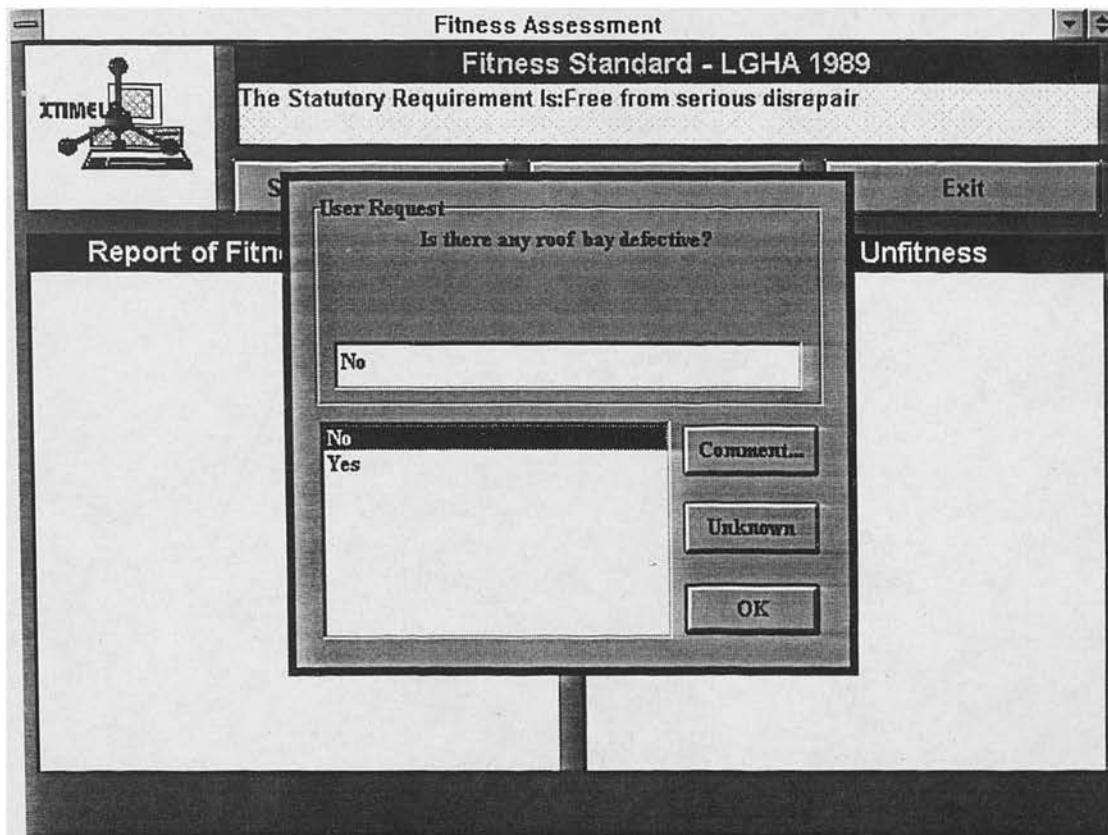 Fitness Assessment
Fitness Standard - LGHA 1989
XTIMEL
The Statutory Requirement Is:Free from serious disrepair
S
Exit
User Request
Is there any roof bay defective?
Report of Fitn
Unfitness
No
No
Comment...
Yes
Unknown
OK